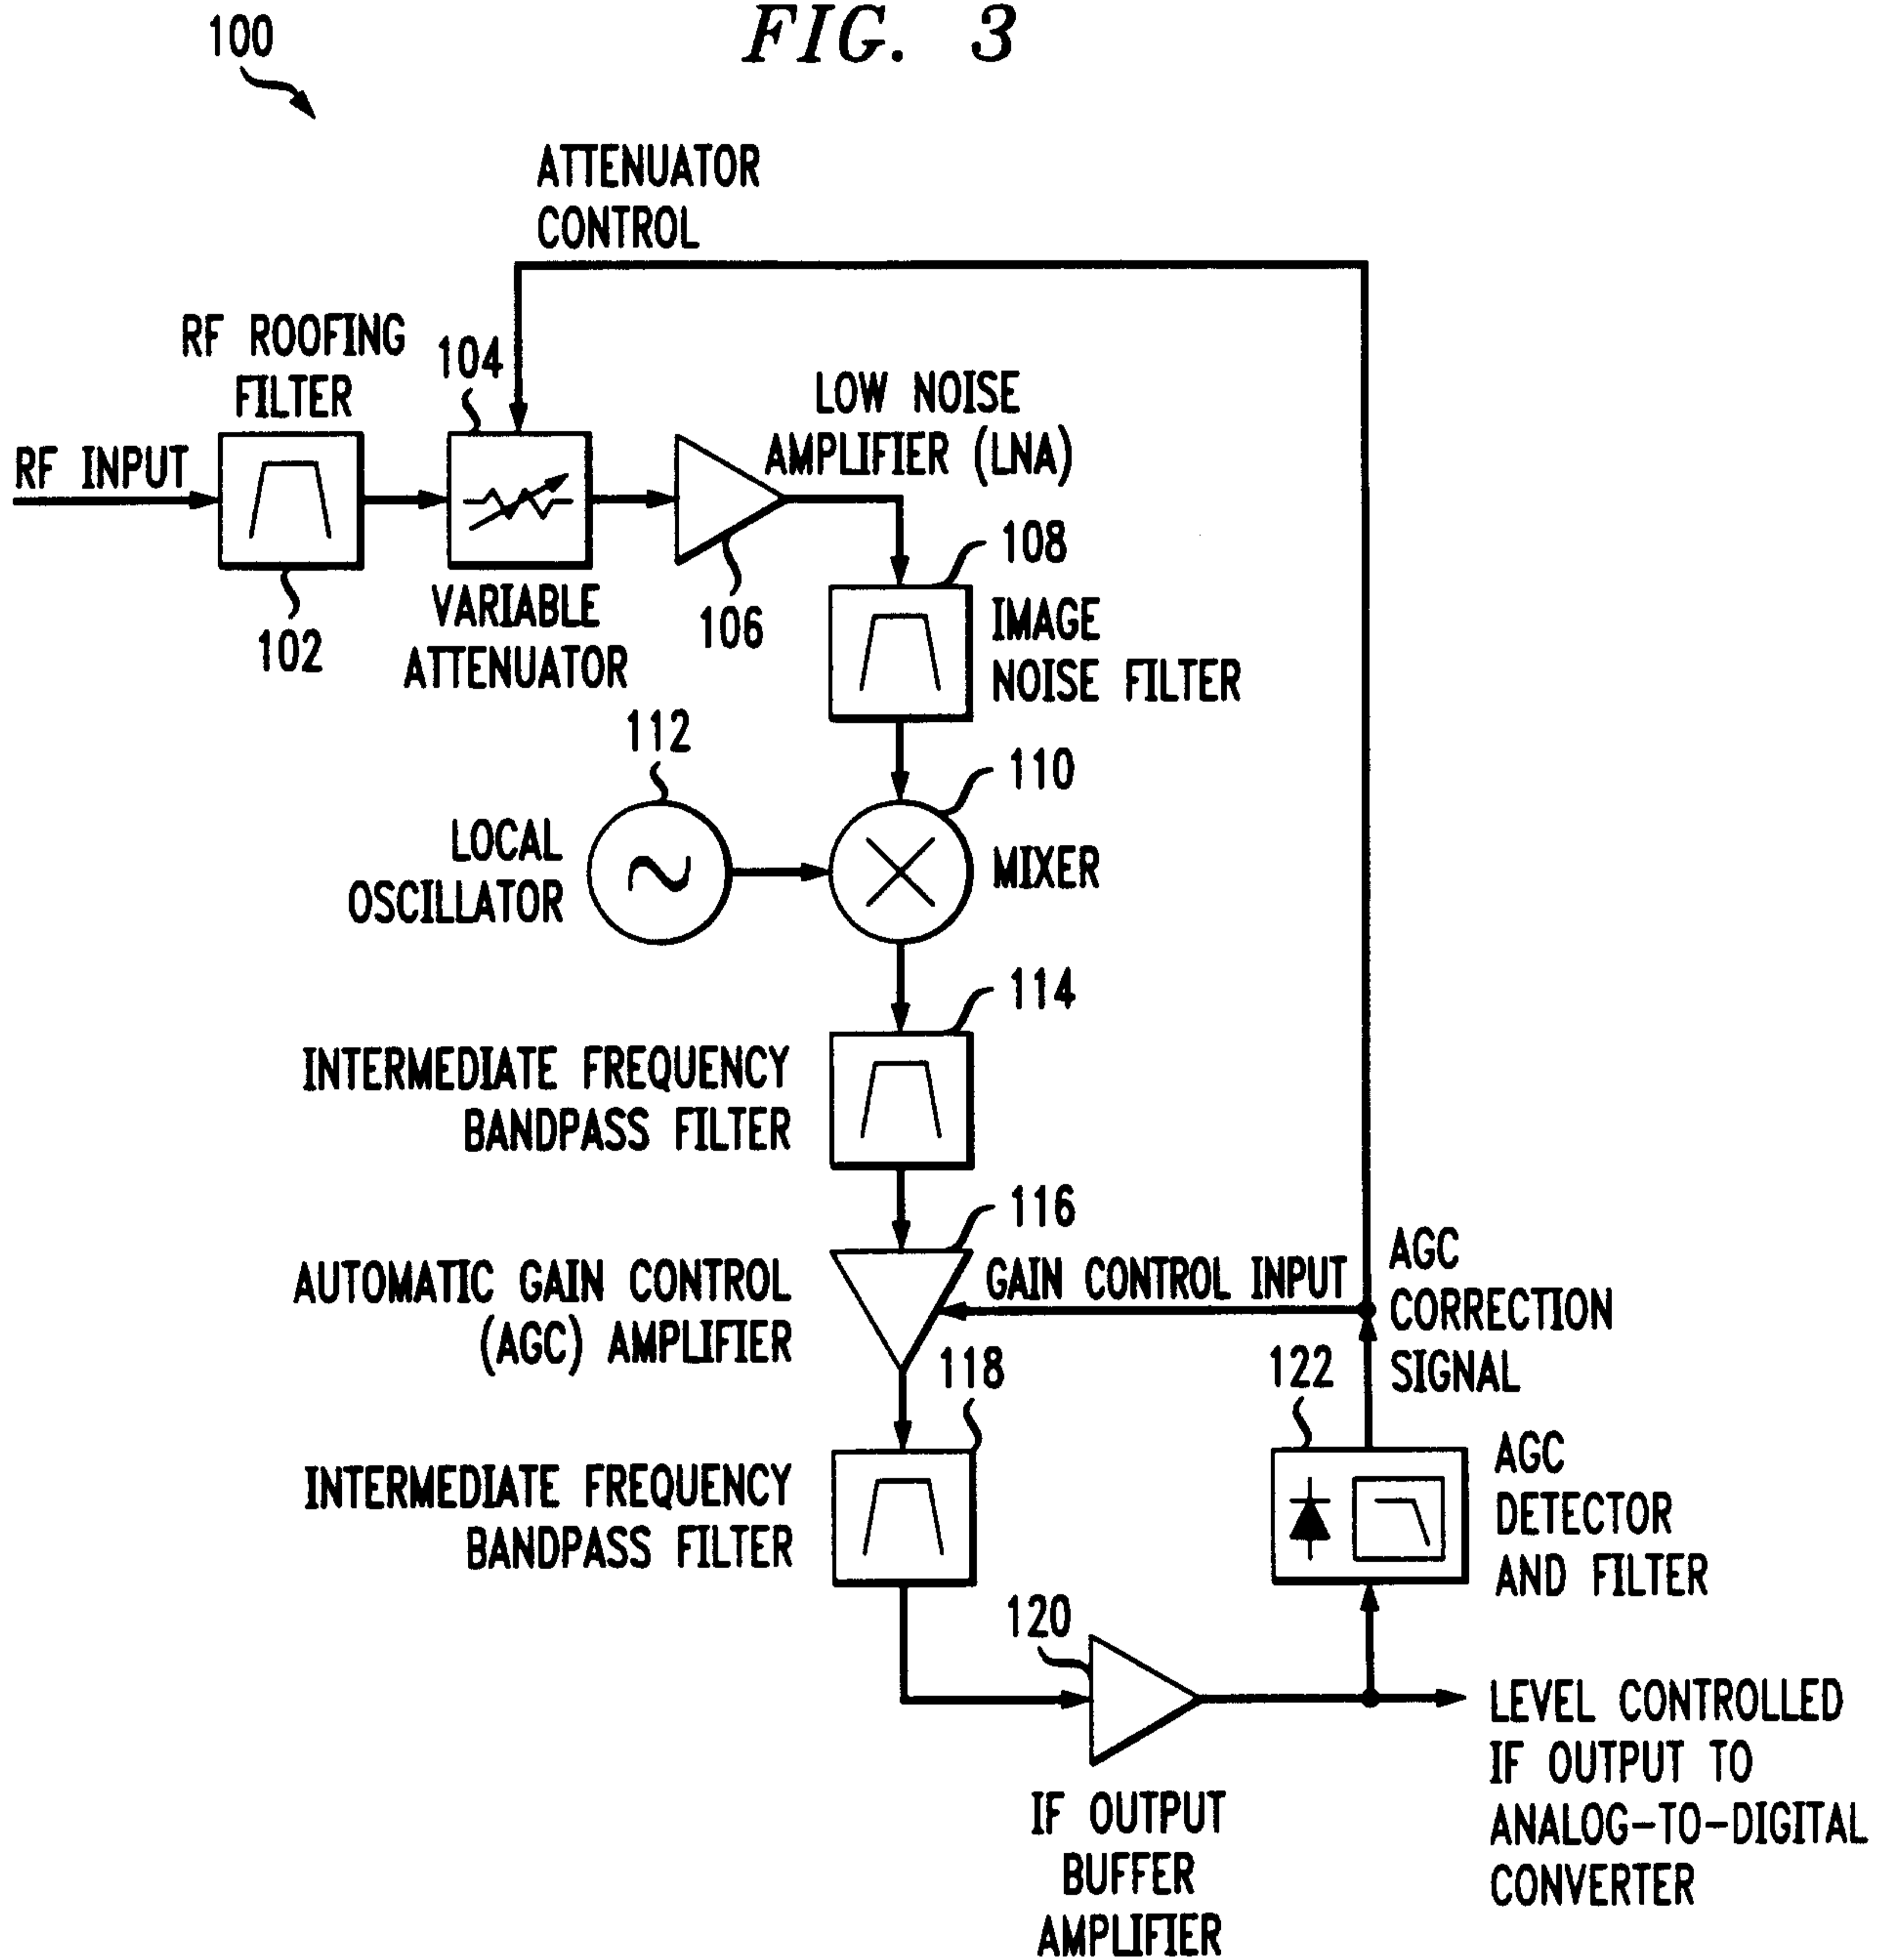 FIG. 3
100
ATTENUATOR
CONTROL
RF ROOFING
FILTER
104
LOW NOISE
AMPLIFIER (LNA)
RF INPUT
108
102
VARIABLE
ATTENUATOR
106
IMAGE
NOISE FILTER
112
110
LOCAL
OSCILLATOR
MIXER
114
INTERMEDIATE FREQUENCY
BANDPASS FILTER
116
AUTOMATIC GAIN CONTROL
(AGC) AMPLIFIER
GAIN CONTROL INPUT
AGC
CORRECTION
SIGNAL
118
122
INTERMEDIATE FREQUENCY
BANDPASS FILTER
AGC
DETECTOR
AND FILTER
120
LEVEL CONTROLLED
IF OUTPUT TO
ANALOG-TO-DIGITAL
CONVERTER
IF OUTPUT
BUFFER
AMPLIFIER